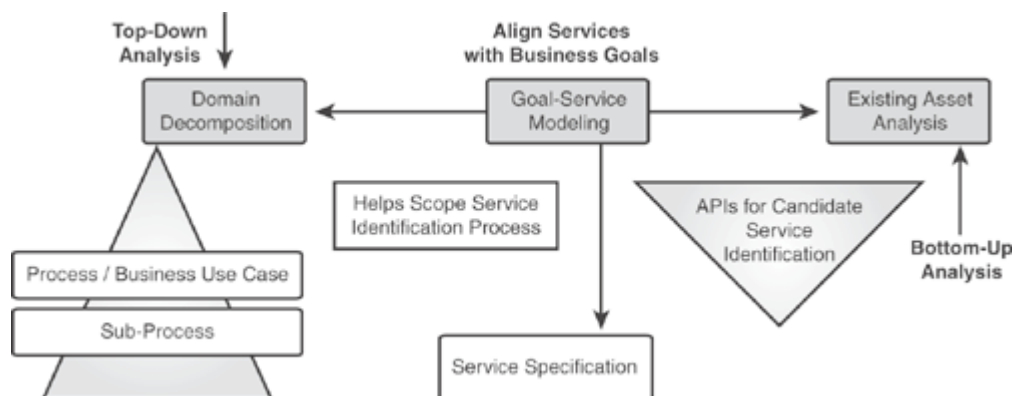 Top-Down
Analysis
Align Services
with Business Goals
Domain
Decomposition
Goal-Service
Modeling
Existing Asset
Analysis
Helps Scope Service
Identification Process
APIs for Candidate
Service
Identification
Bottom-Up
Analysis
Process / Business Use Case
Sub-Process
Service Specification